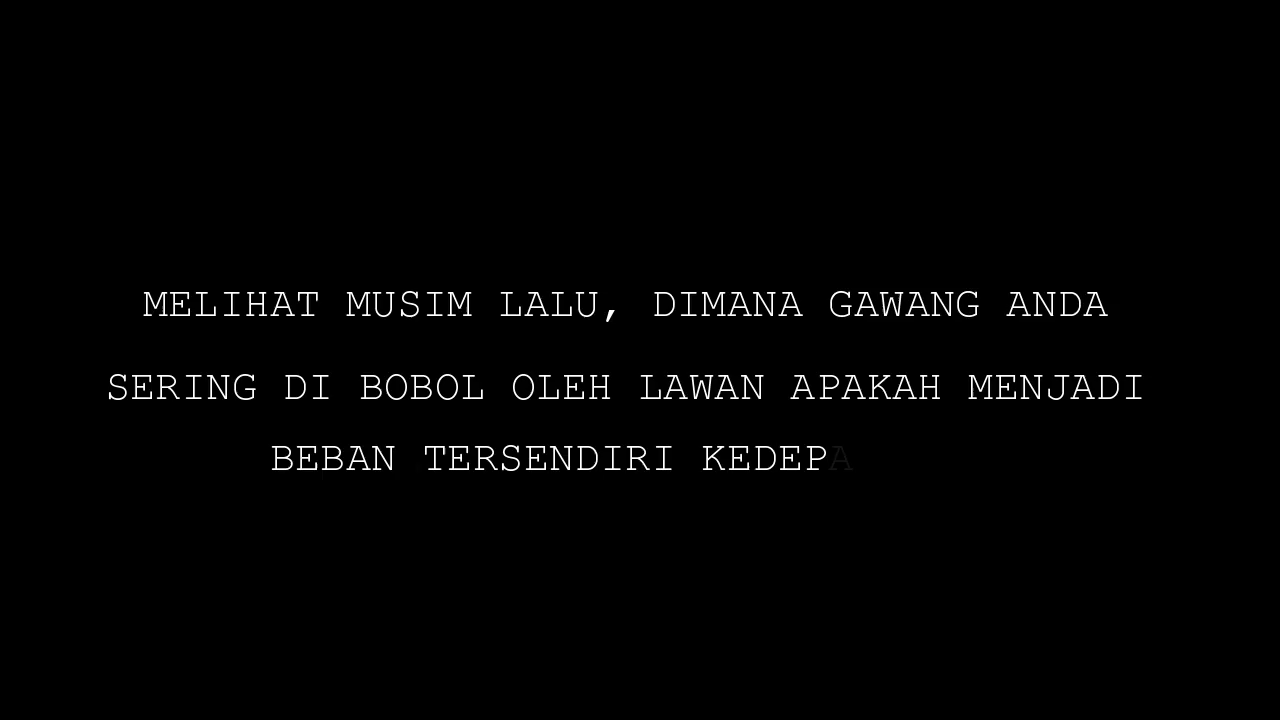 MELIHAT MUSIM LALU, DIMANA GAWANG ANDA
SERING DI BOBOL OLEH LAWAN APAKAH MENJADI
BEBAN TERSENDIRI KEDEPA